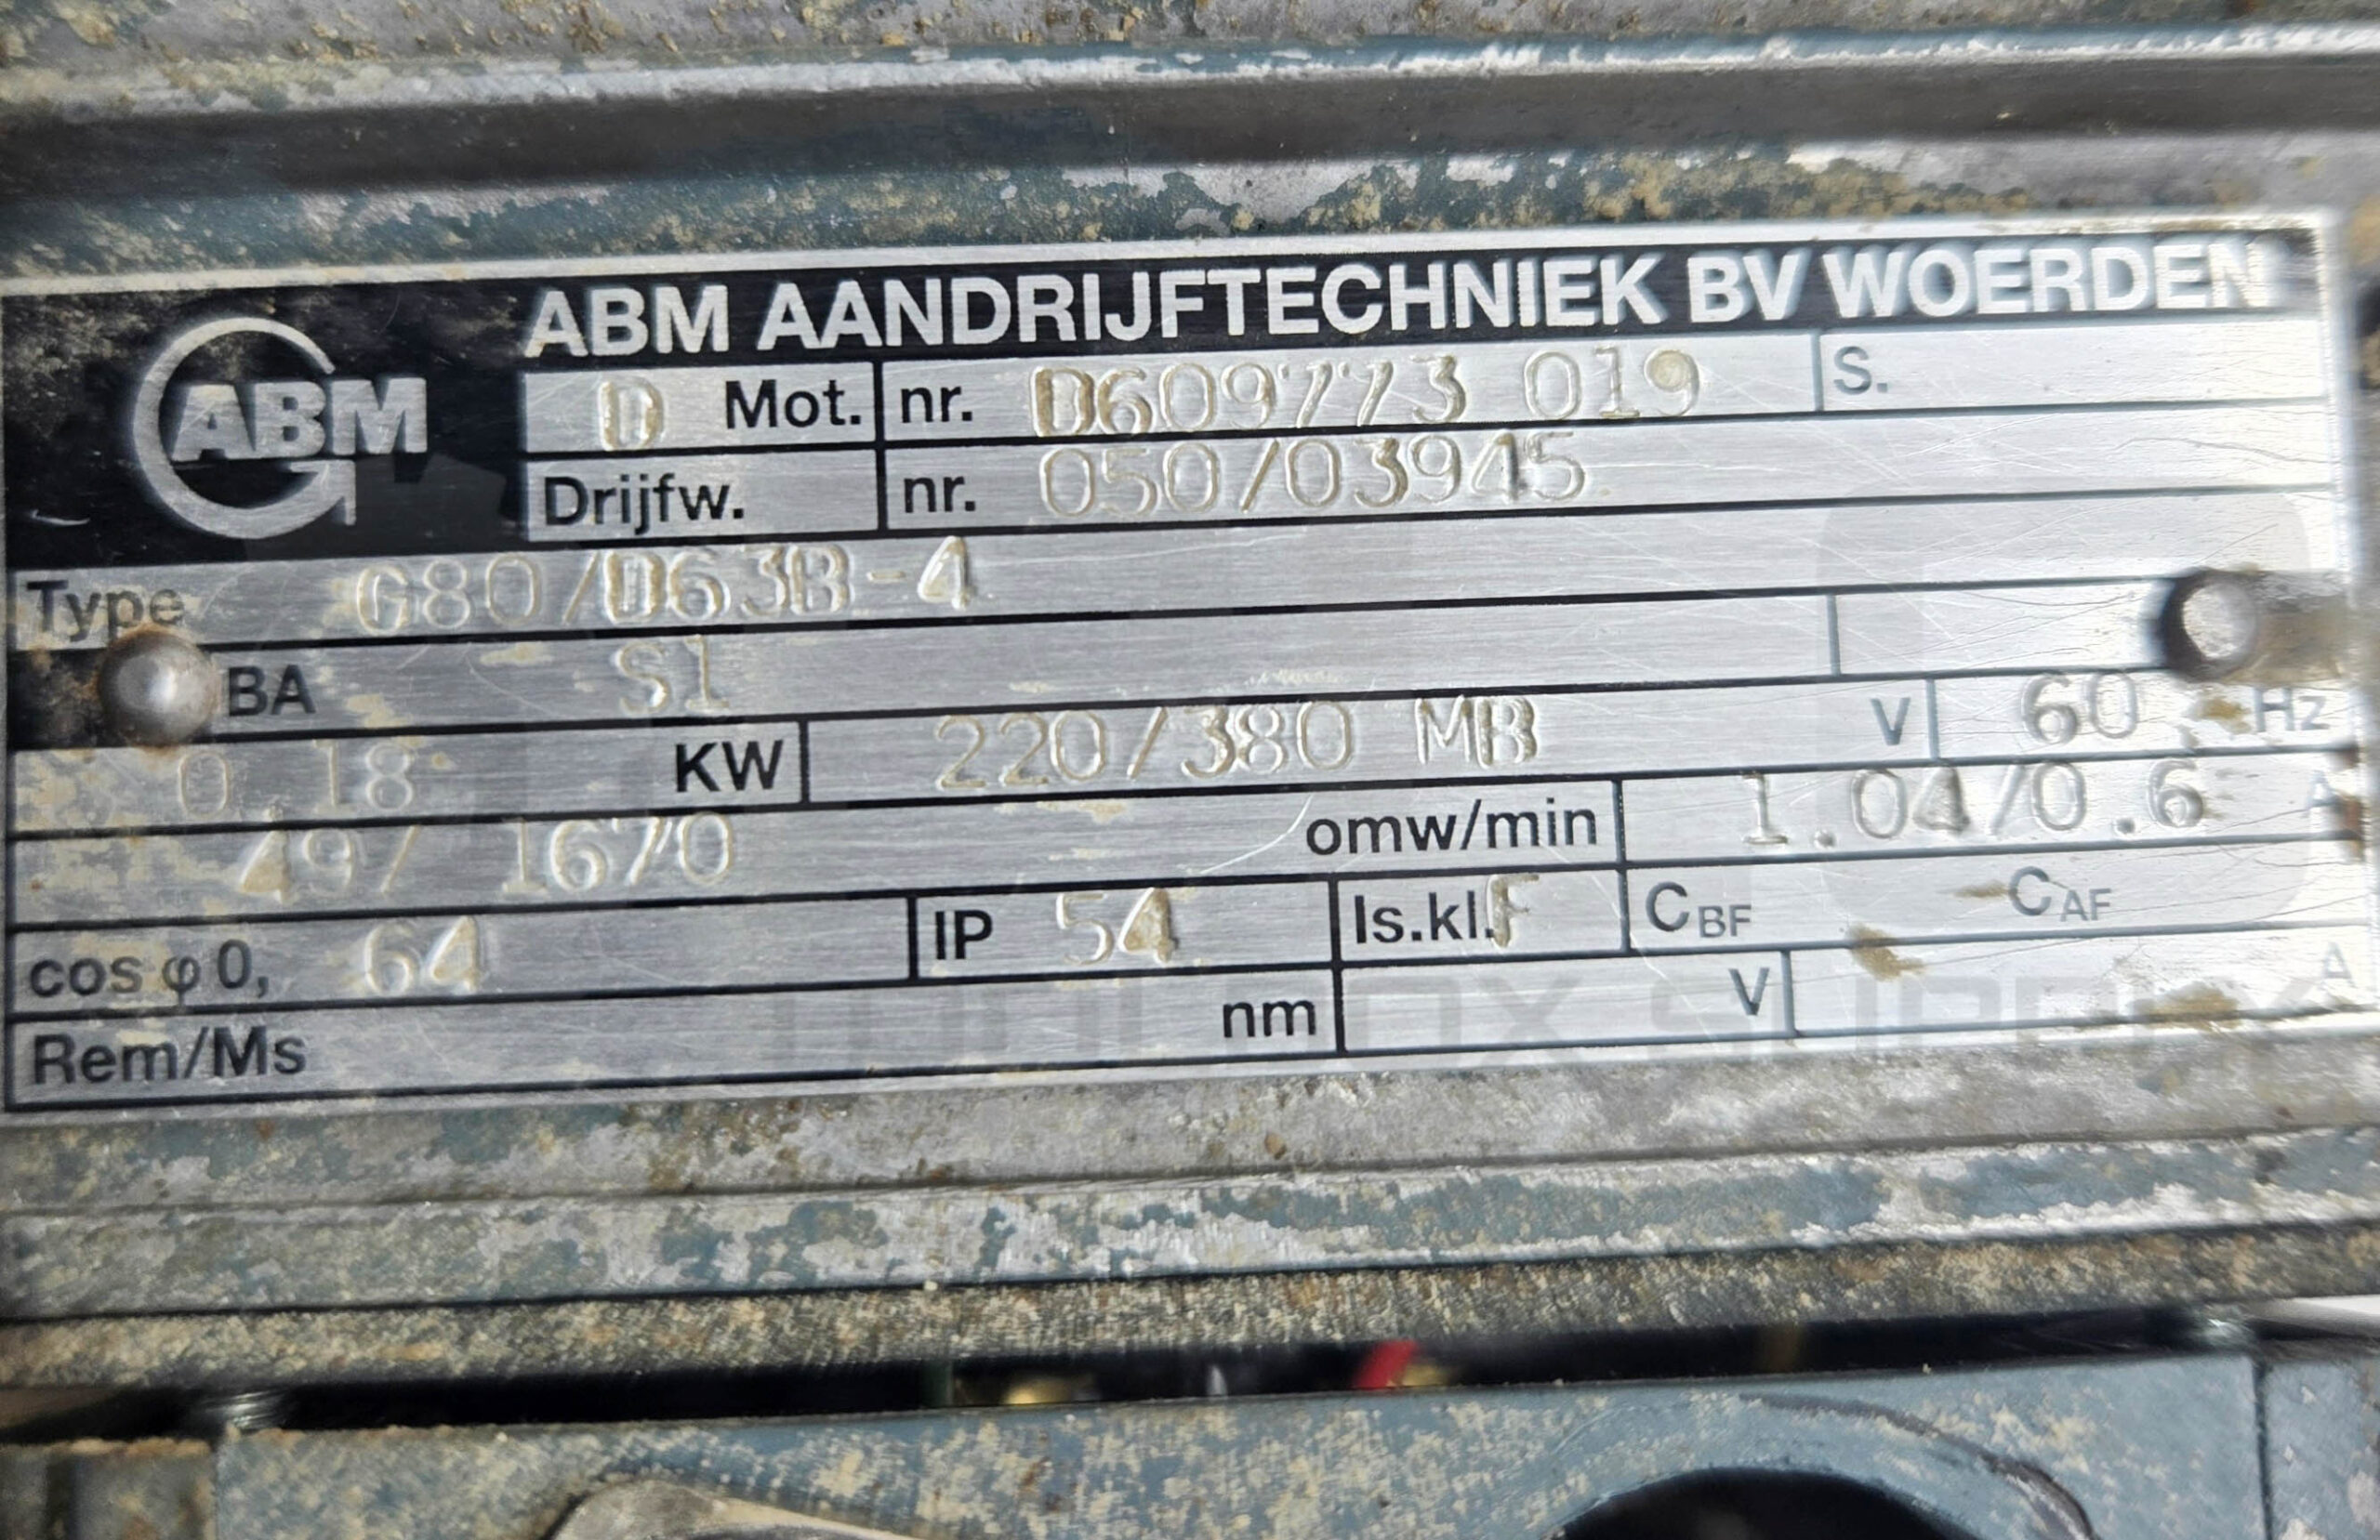 ABM AANDRIJFTECHNIEK BV WOERDEN
ABM
D Mot. nr. D609773 019 S.
Drijfw. nr. 050/03945
Type G80/D63B-4
BA S1
0.18 KW 220/380 MB V 60 Hz
49/ 1670 omw/min 1.04/0.6 A
cos φ 0, 64 IP 54 Is.kl. F CBF CAF
Rem/Ms nm V A
TOOLBOX SUPPLY